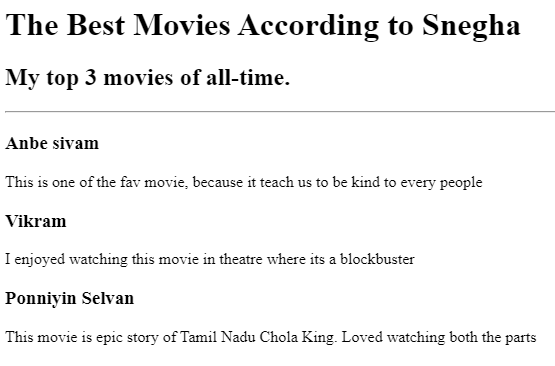 The Best Movies According to Snegha
My top 3 movies of all-time.
Anbe sivam
This is one of the fav movie, because it teach us to be kind to every people
Vikram
I enjoyed watching this movie in theatre where its a blockbuster
Ponniyin Selvan
This movie is epic story of Tamil Nadu Chola King. Loved watching both the parts